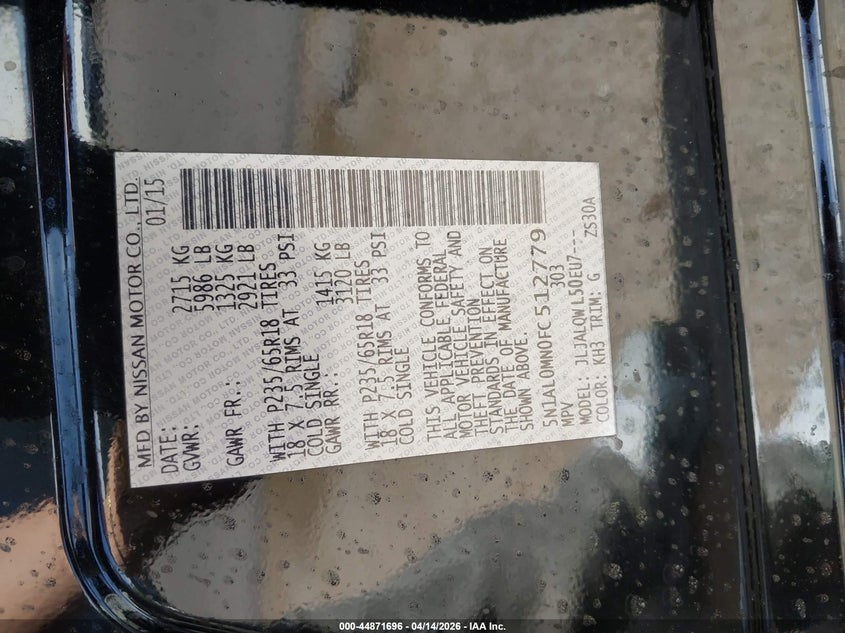 MFD BY NISSAN MOTOR CO., LTD.
DATE: 01/15
GVWR: 2715 KG
5986 LB
GAWR FR.: 1325 KG
2921 LB
WITH P235/65R18 TIRES
18 X 7.5 RIMS AT 33 PSI
COLD SINGLE
GAWR RR.: 1415 KG
3120 LB
WITH P235/65R18 TIRES
18 X 7.5 RIMS AT 33 PSI
COLD SINGLE
THIS VEHICLE CONFORMS TO
ALL APPLICABLE FEDERAL
MOTOR VEHICLE SAFETY AND
THEFT PREVENTION
STANDARDS IN EFFECT ON
THE DATE OF MANUFACTURE
SHOWN ABOVE.
5N1AL0MN0FC512779
MPV 303
MODEL: JLJALQWL50EU7---
COLOR: KH3 TRIM: G ZS30A
000-44871696 - 04/14/2026 - IAA Inc.